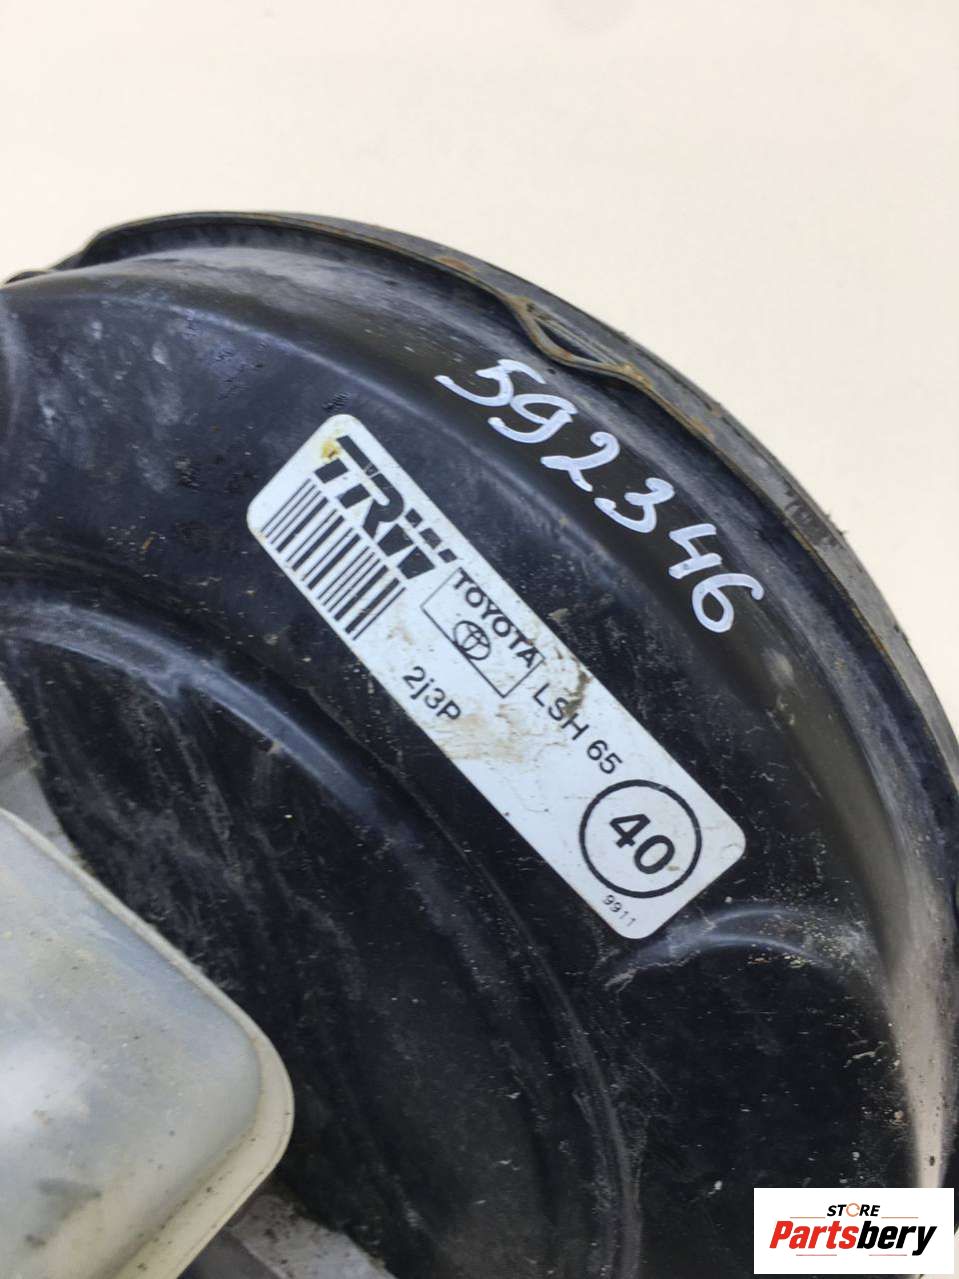 592346
TRW
TOYOTA
LSH 65
2j3P
40
9911
STORE
Partsbery